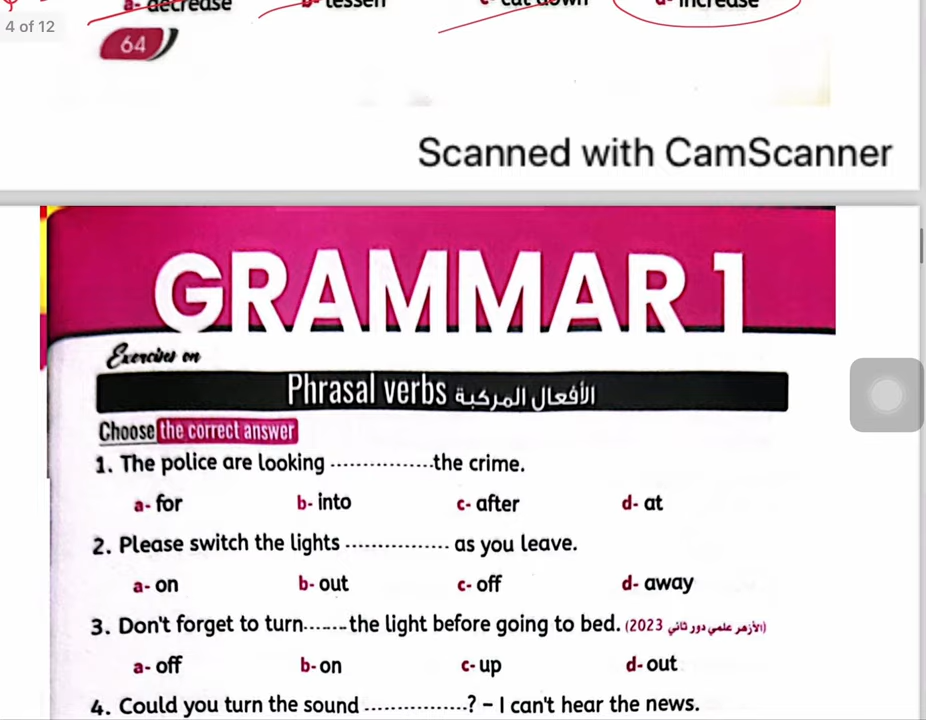 a- decrease b- lessen c- cut down d- increase
4 of 12
64
Scanned with CamScanner
GRAMMAR 1
Exercises on
Phrasal verbs الأفعال المركبة
Choose the correct answer
1. The police are looking ...............the crime.
a- for b- into c- after d- at
2. Please switch the lights ............... as you leave.
a- on b- out c- off d- away
3. Don't forget to turn.......the light before going to bed. (الأزهر علمي دور ثاني 2023)
a- off b- on c- up d- out
4. Could you turn the sound ...............? – I can't hear the news.